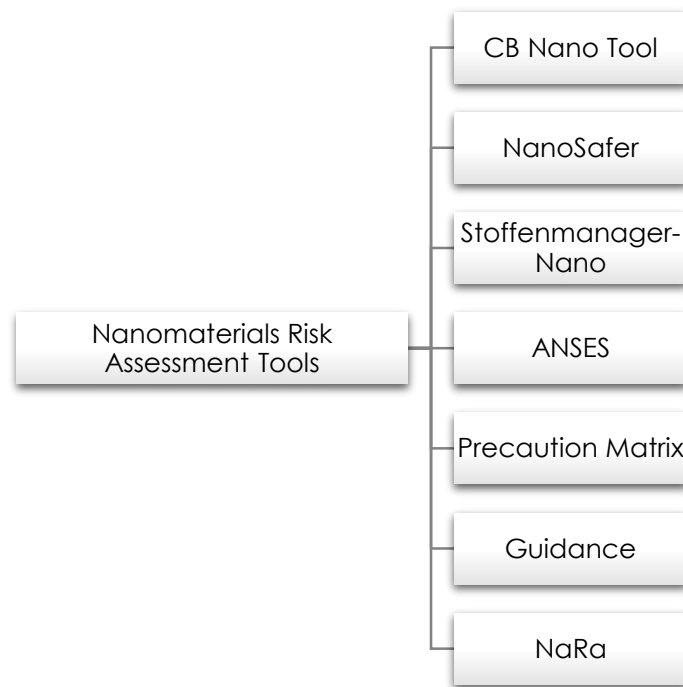 Nanomaterials Risk
Assessment Tools
CB Nano Tool
NanoSafer
Stoffenmanager-
Nano
ANSES
Precaution Matrix
Guidance
NaRa